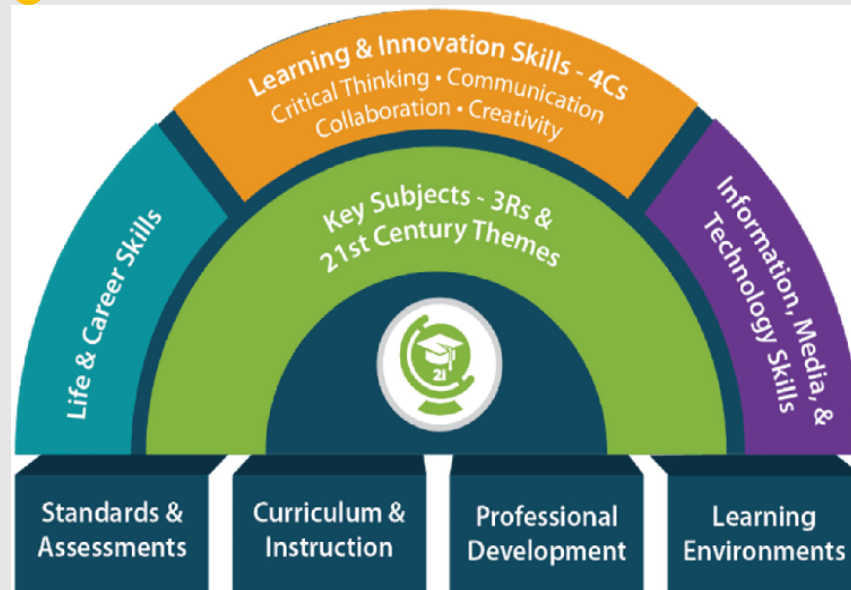 Learning & Innovation Skills - 4Cs
Critical Thinking • Communication
Collaboration • Creativity
Life & Career Skills
Key Subjects - 3Rs &
21st Century Themes
Information, Media, &
Technology Skills
21
Standards &
Assessments
Curriculum &
Instruction
Professional
Development
Learning
Environments